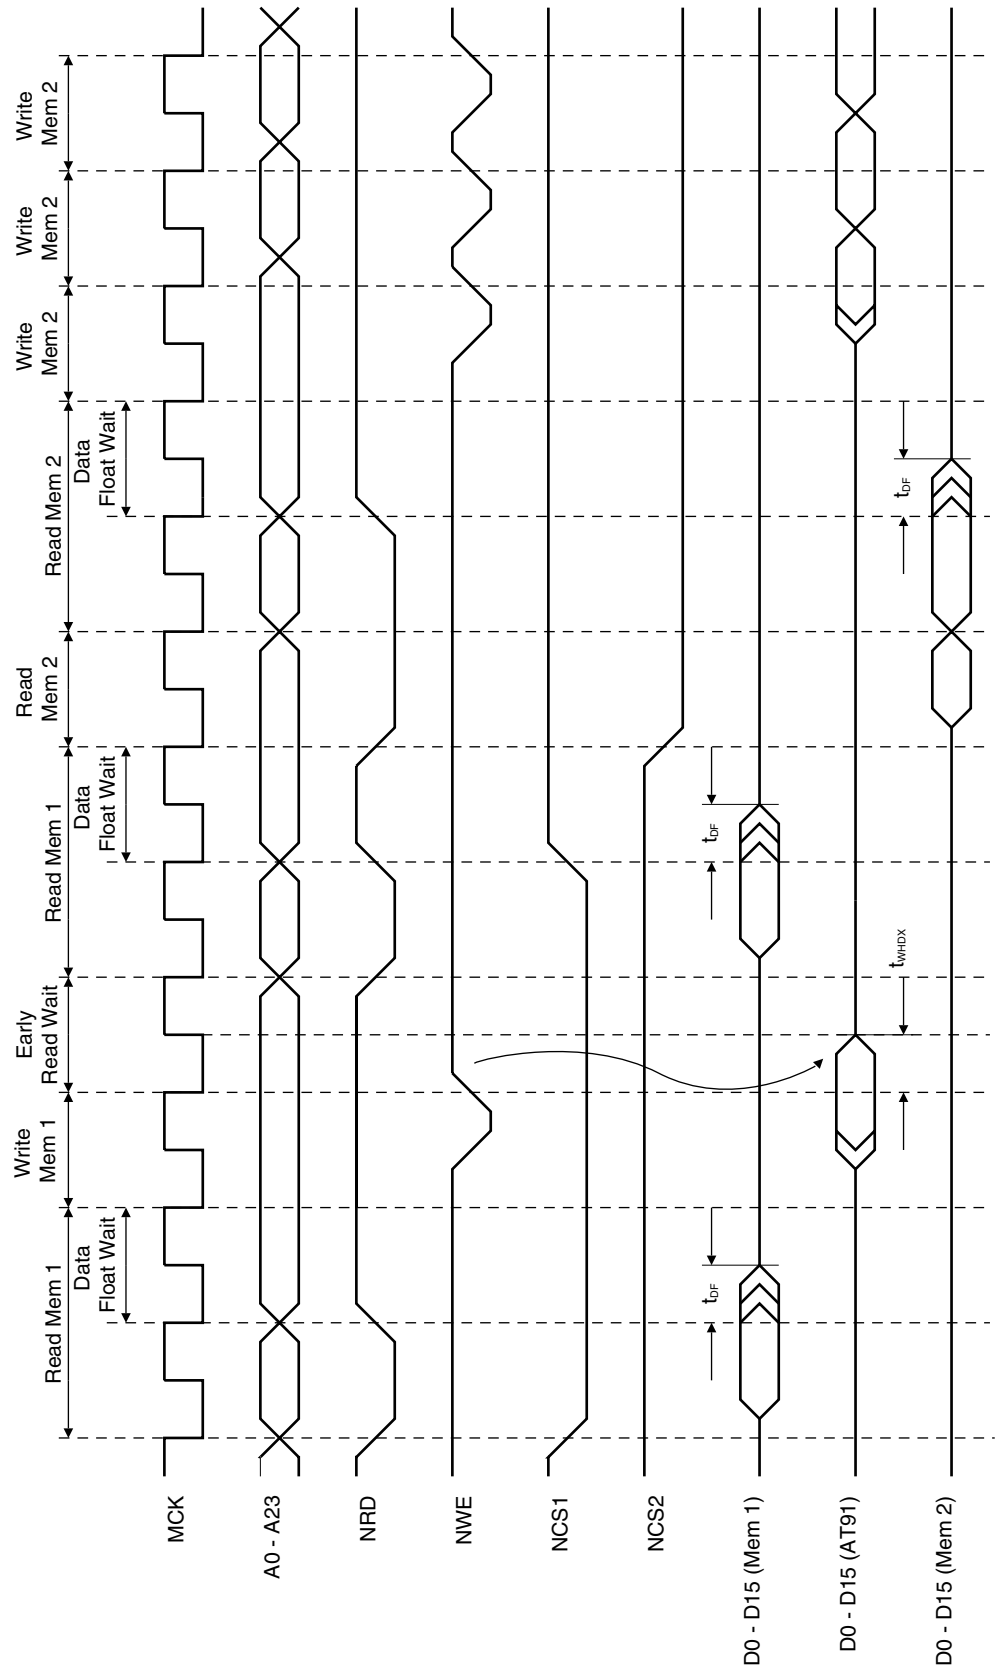 Read Mem 1
Write
Mem 1
Early
Read Wait
Read Mem 1
Read
Mem 2
Read Mem 2
Write
Mem 2
Write
Mem 2
Write
Mem 2
Data
Float Wait
Data
Float Wait
Data
Float Wait
MCK
A0 - A23
NRD
NWE
NCS1
NCS2
D0 - D15 (Mem 1)
tDF
tDF
D0 - D15 (AT91)
tWHDX
D0 - D15 (Mem 2)
tDF